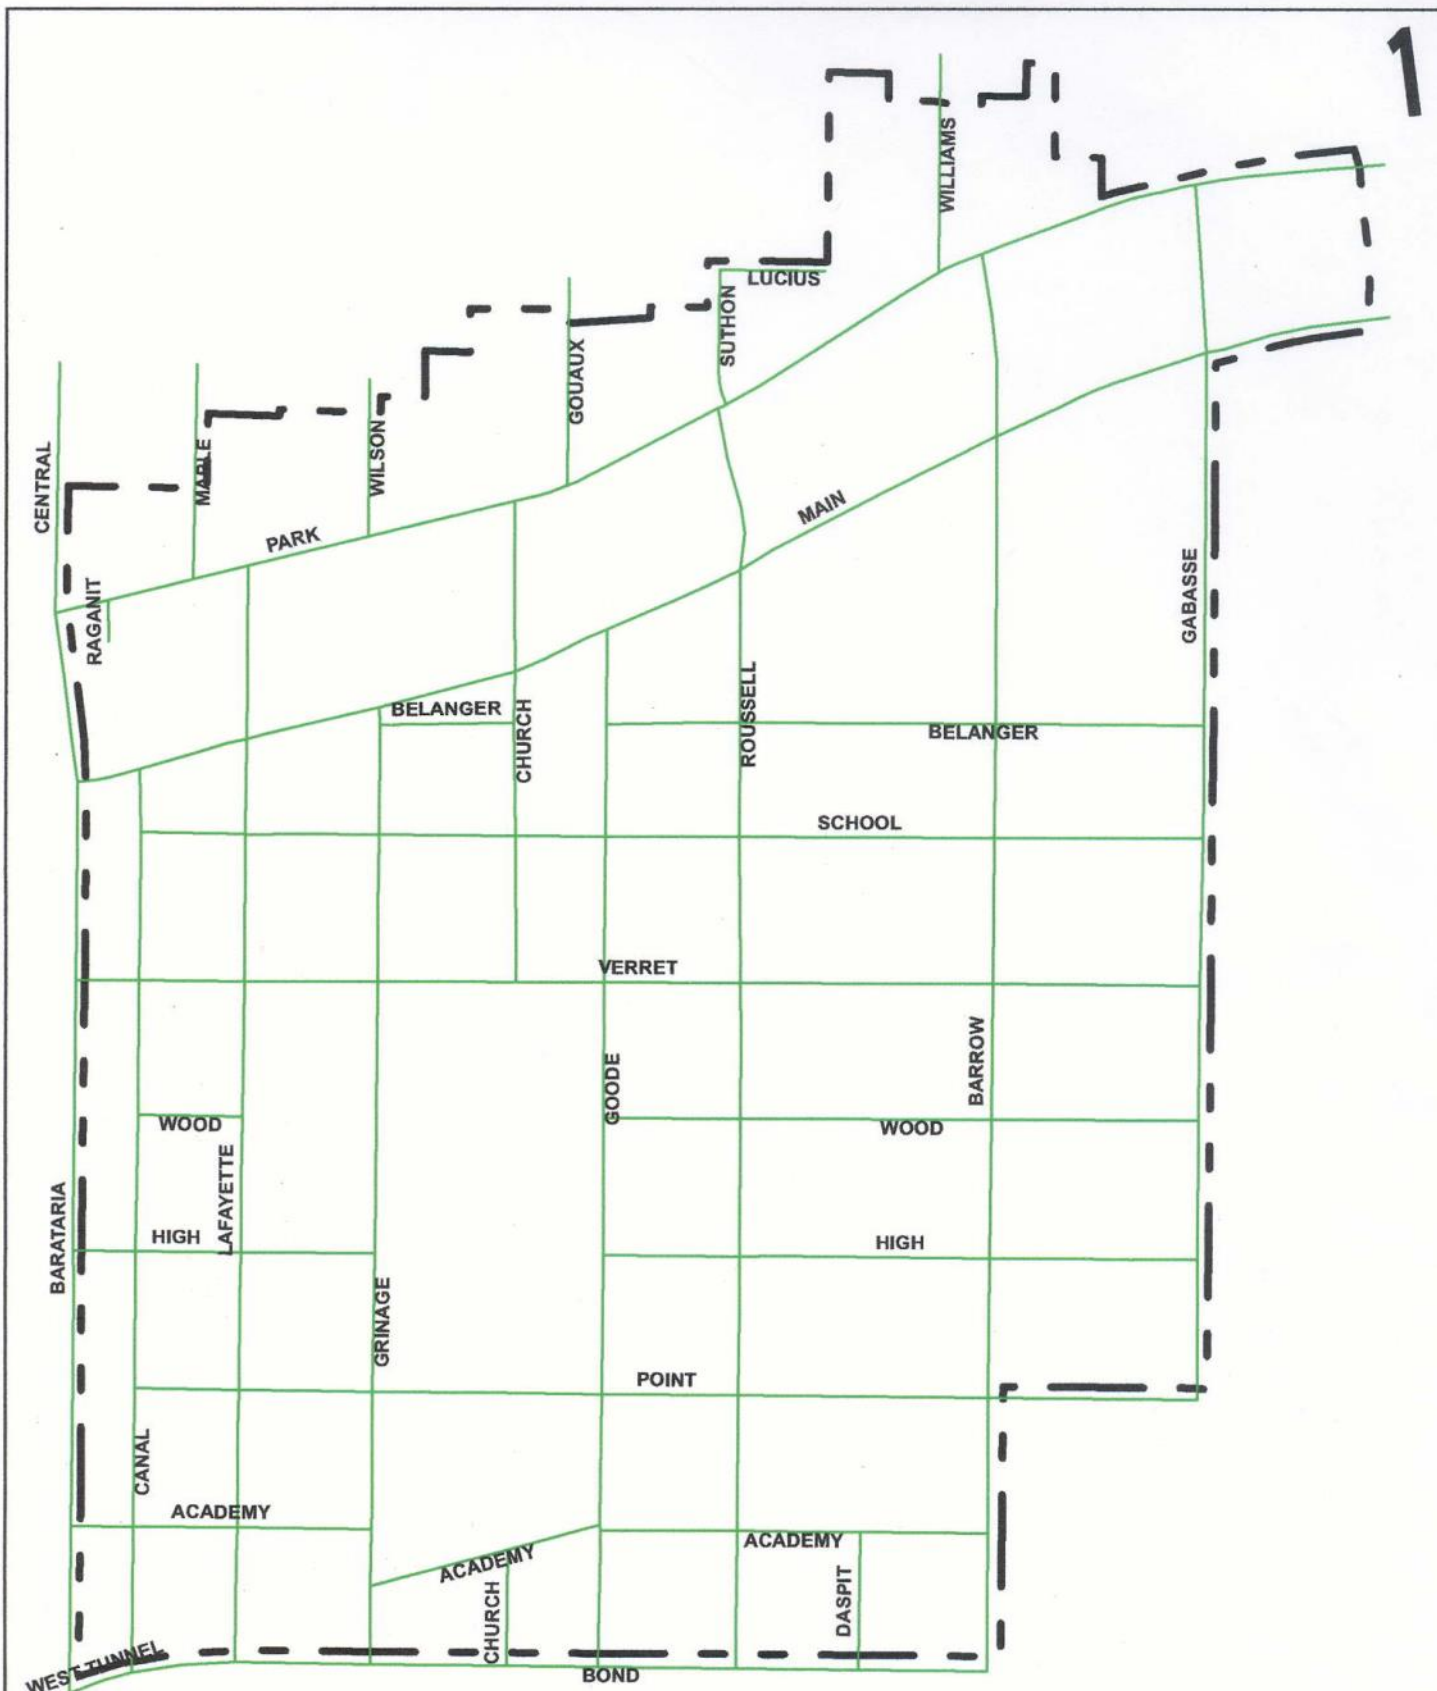 1
WILLIAMS
LUCIUS
SUTHON
GOUAUX
WILSON
MAPLE
CENTRAL
PARK
MAIN
RAGANIT
GABASSE
BELANGER
CHURCH
ROUSSELL
BELANGER
SCHOOL
VERRET
GOODE
BARROW
WOOD
WOOD
LAFAYETTE
BARATARIA
HIGH
HIGH
GRINAGE
POINT
CANAL
ACADEMY
ACADEMY
ACADEMY
CHURCH
DASPIT
WEST TUNNEL
BOND